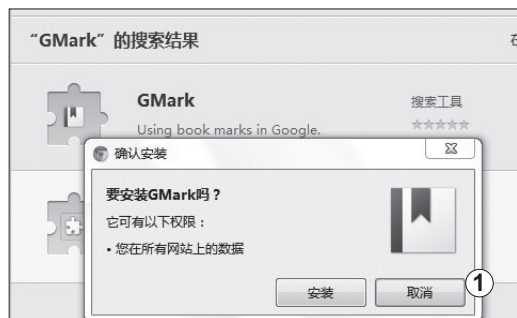 “GMark”的搜索结果
GMark
搜索工具
Using book marks in Google.
确认安装
要安装GMark吗？
它可有以下权限：
• 您在所有网站上的数据
安装
取消
1